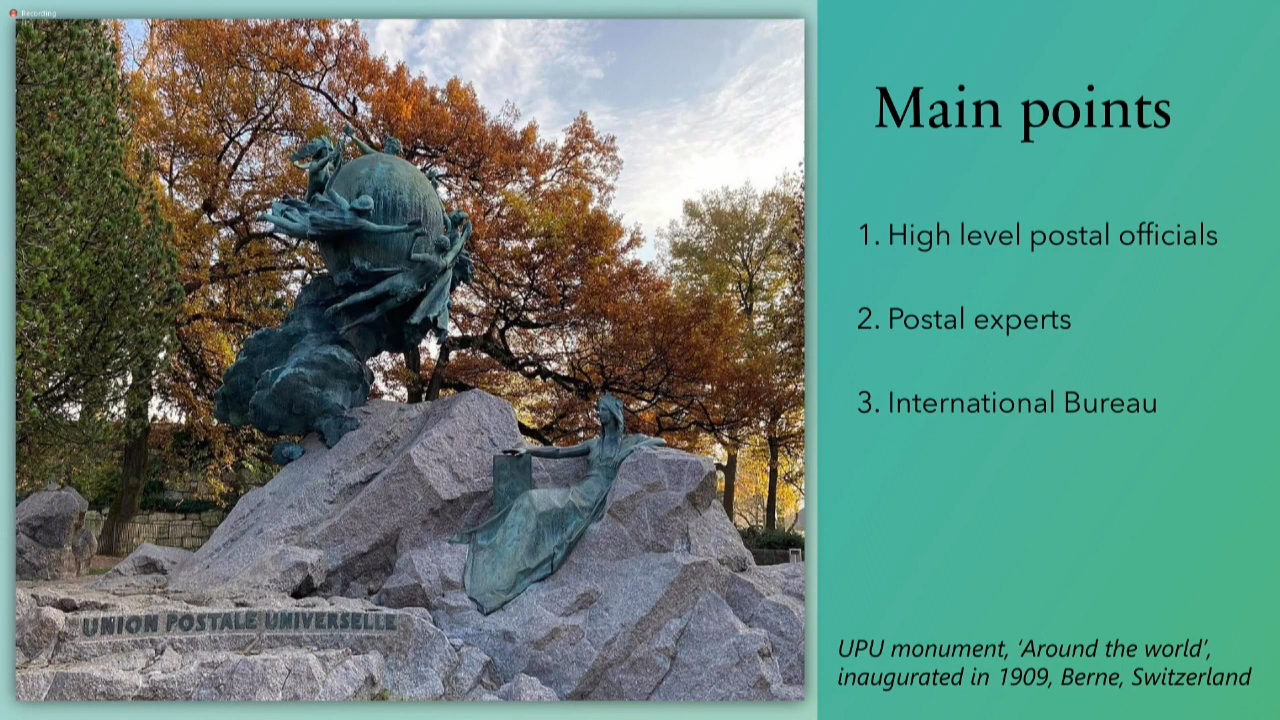 Recording
Main points
1. High level postal officials
2. Postal experts
3. International Bureau
UNION POSTALE UNIVERSELLE
UPU monument, ‘Around the world’,
inaugurated in 1909, Berne, Switzerland